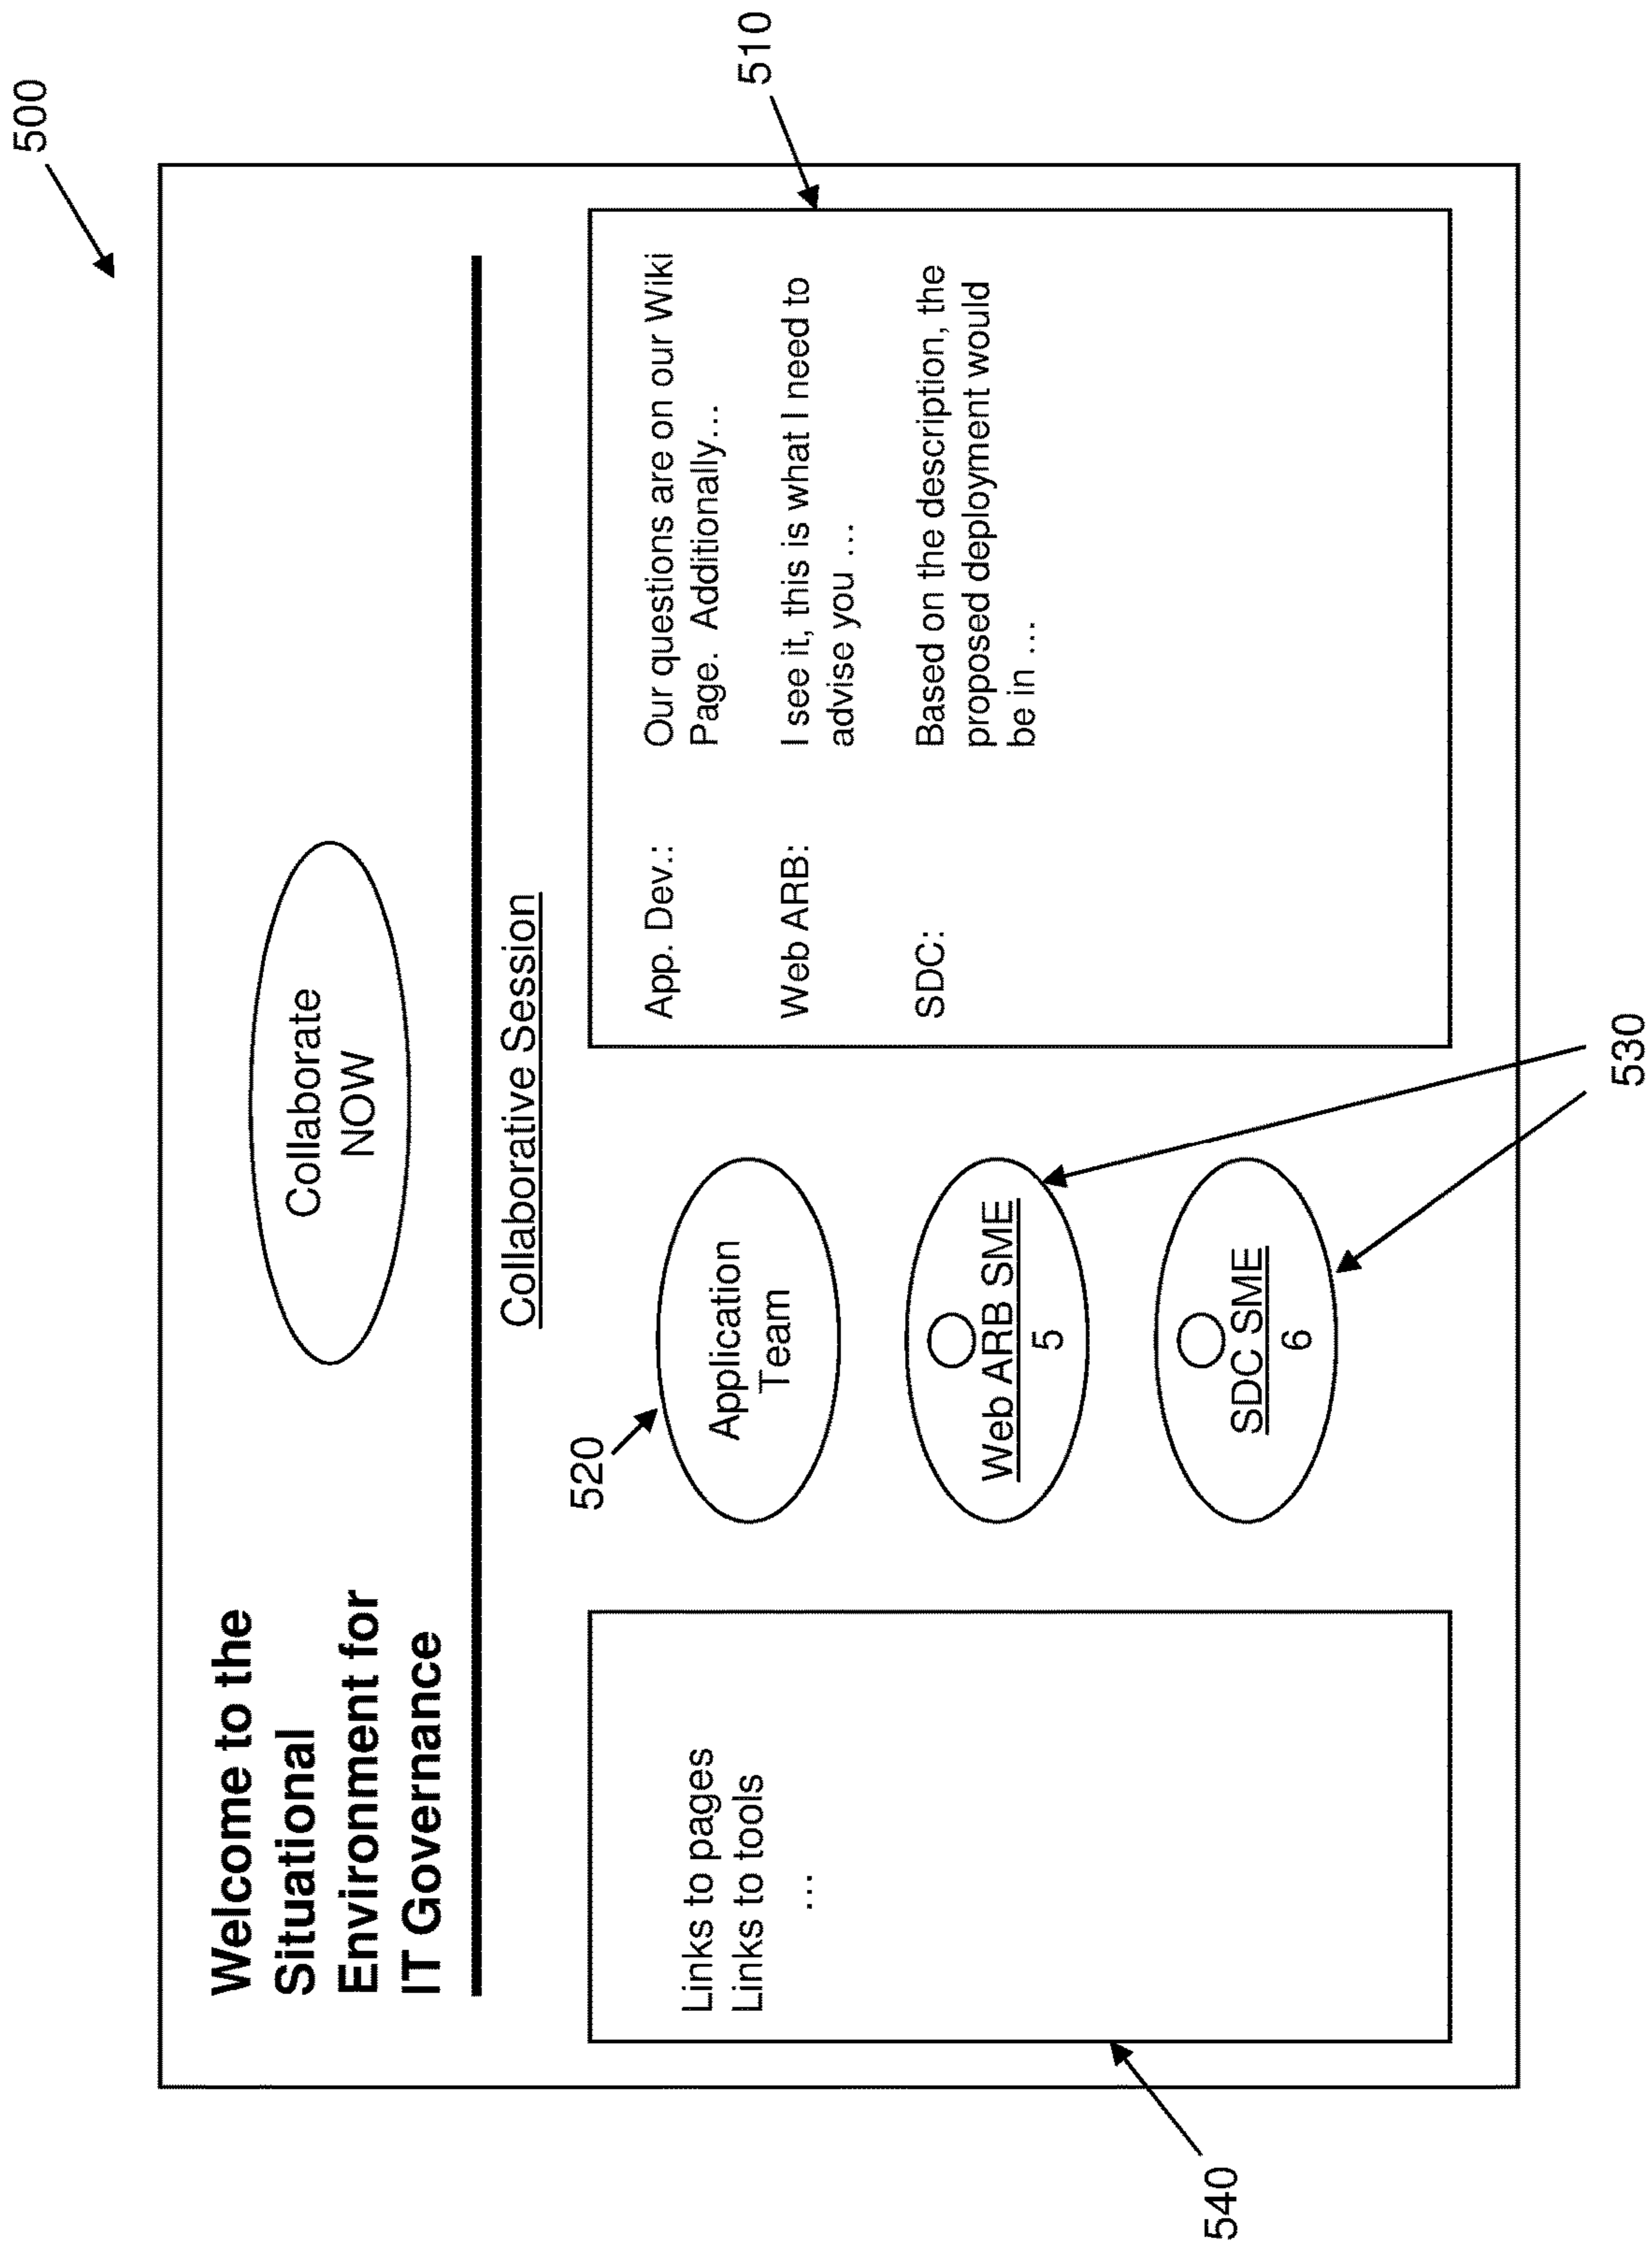 500
Welcome to the
Situational
Environment for
IT Governance
Collaborate
NOW
Collaborative Session
510
Links to pages
Links to tools
...
540
520
Application
Team
Web ARB SME
5
SDC SME
6
530
App. Dev.: Our questions are on our Wiki
Page. Additionally...
Web ARB: I see it, this is what I need to
advise you ...
SDC: Based on the description, the
proposed deployment would
be in ...